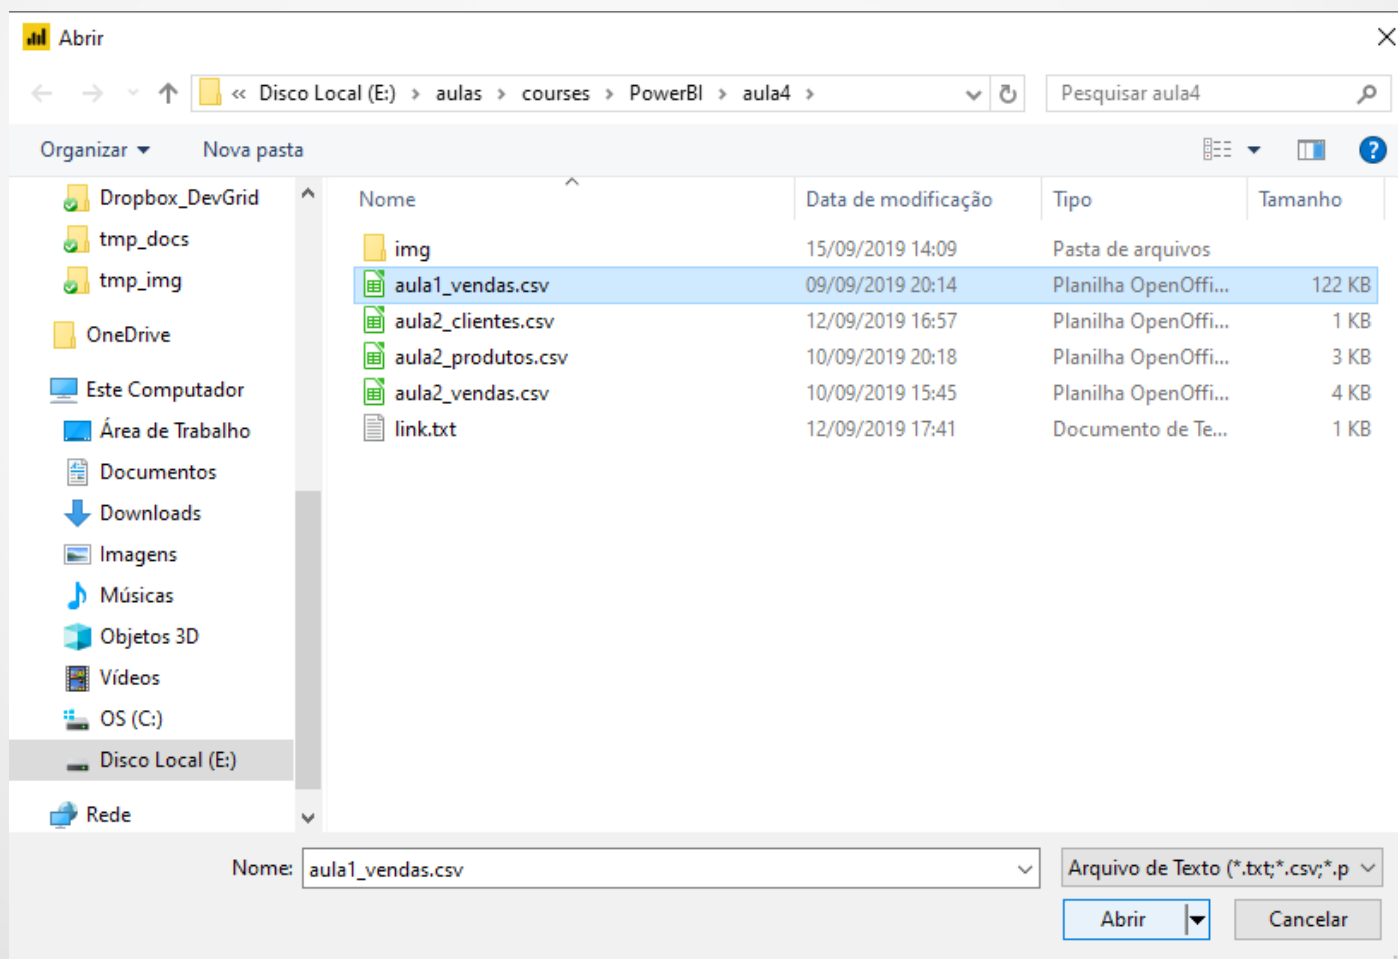 Abrir
« Disco Local (E:) › aulas › courses › PowerBI › aula4 ›
Pesquisar aula4
Organizar
Nova pasta
Dropbox_DevGrid
tmp_docs
tmp_img
OneDrive
Este Computador
Área de Trabalho
Documentos
Downloads
Imagens
Músicas
Objetos 3D
Vídeos
OS (C:)
Disco Local (E:)
Rede
Nome Data de modificação Tipo Tamanho
img 15/09/2019 14:09 Pasta de arquivos
aula1_vendas.csv 09/09/2019 20:14 Planilha OpenOffi... 122 KB
aula2_clientes.csv 12/09/2019 16:57 Planilha OpenOffi... 1 KB
aula2_produtos.csv 10/09/2019 20:18 Planilha OpenOffi... 3 KB
aula2_vendas.csv 10/09/2019 15:45 Planilha OpenOffi... 4 KB
link.txt 12/09/2019 17:41 Documento de Te... 1 KB
Nome: aula1_vendas.csv
Arquivo de Texto (*.txt;*.csv;*.p
Abrir
Cancelar